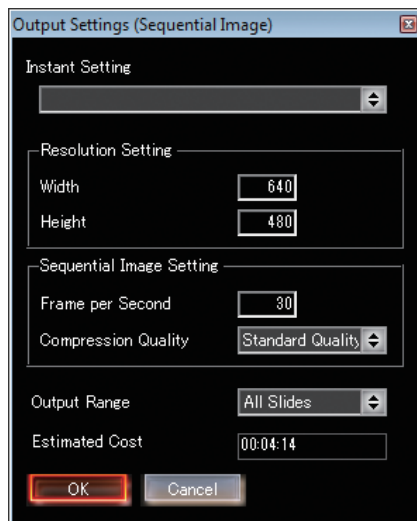 Output Settings (Sequential Image)
Instant Setting
Resolution Setting
Width 640
Height 480
Sequential Image Setting
Frame per Second 30
Compression Quality Standard Quality
Output Range All Slides
Estimated Cost 00:04:14
OK Cancel